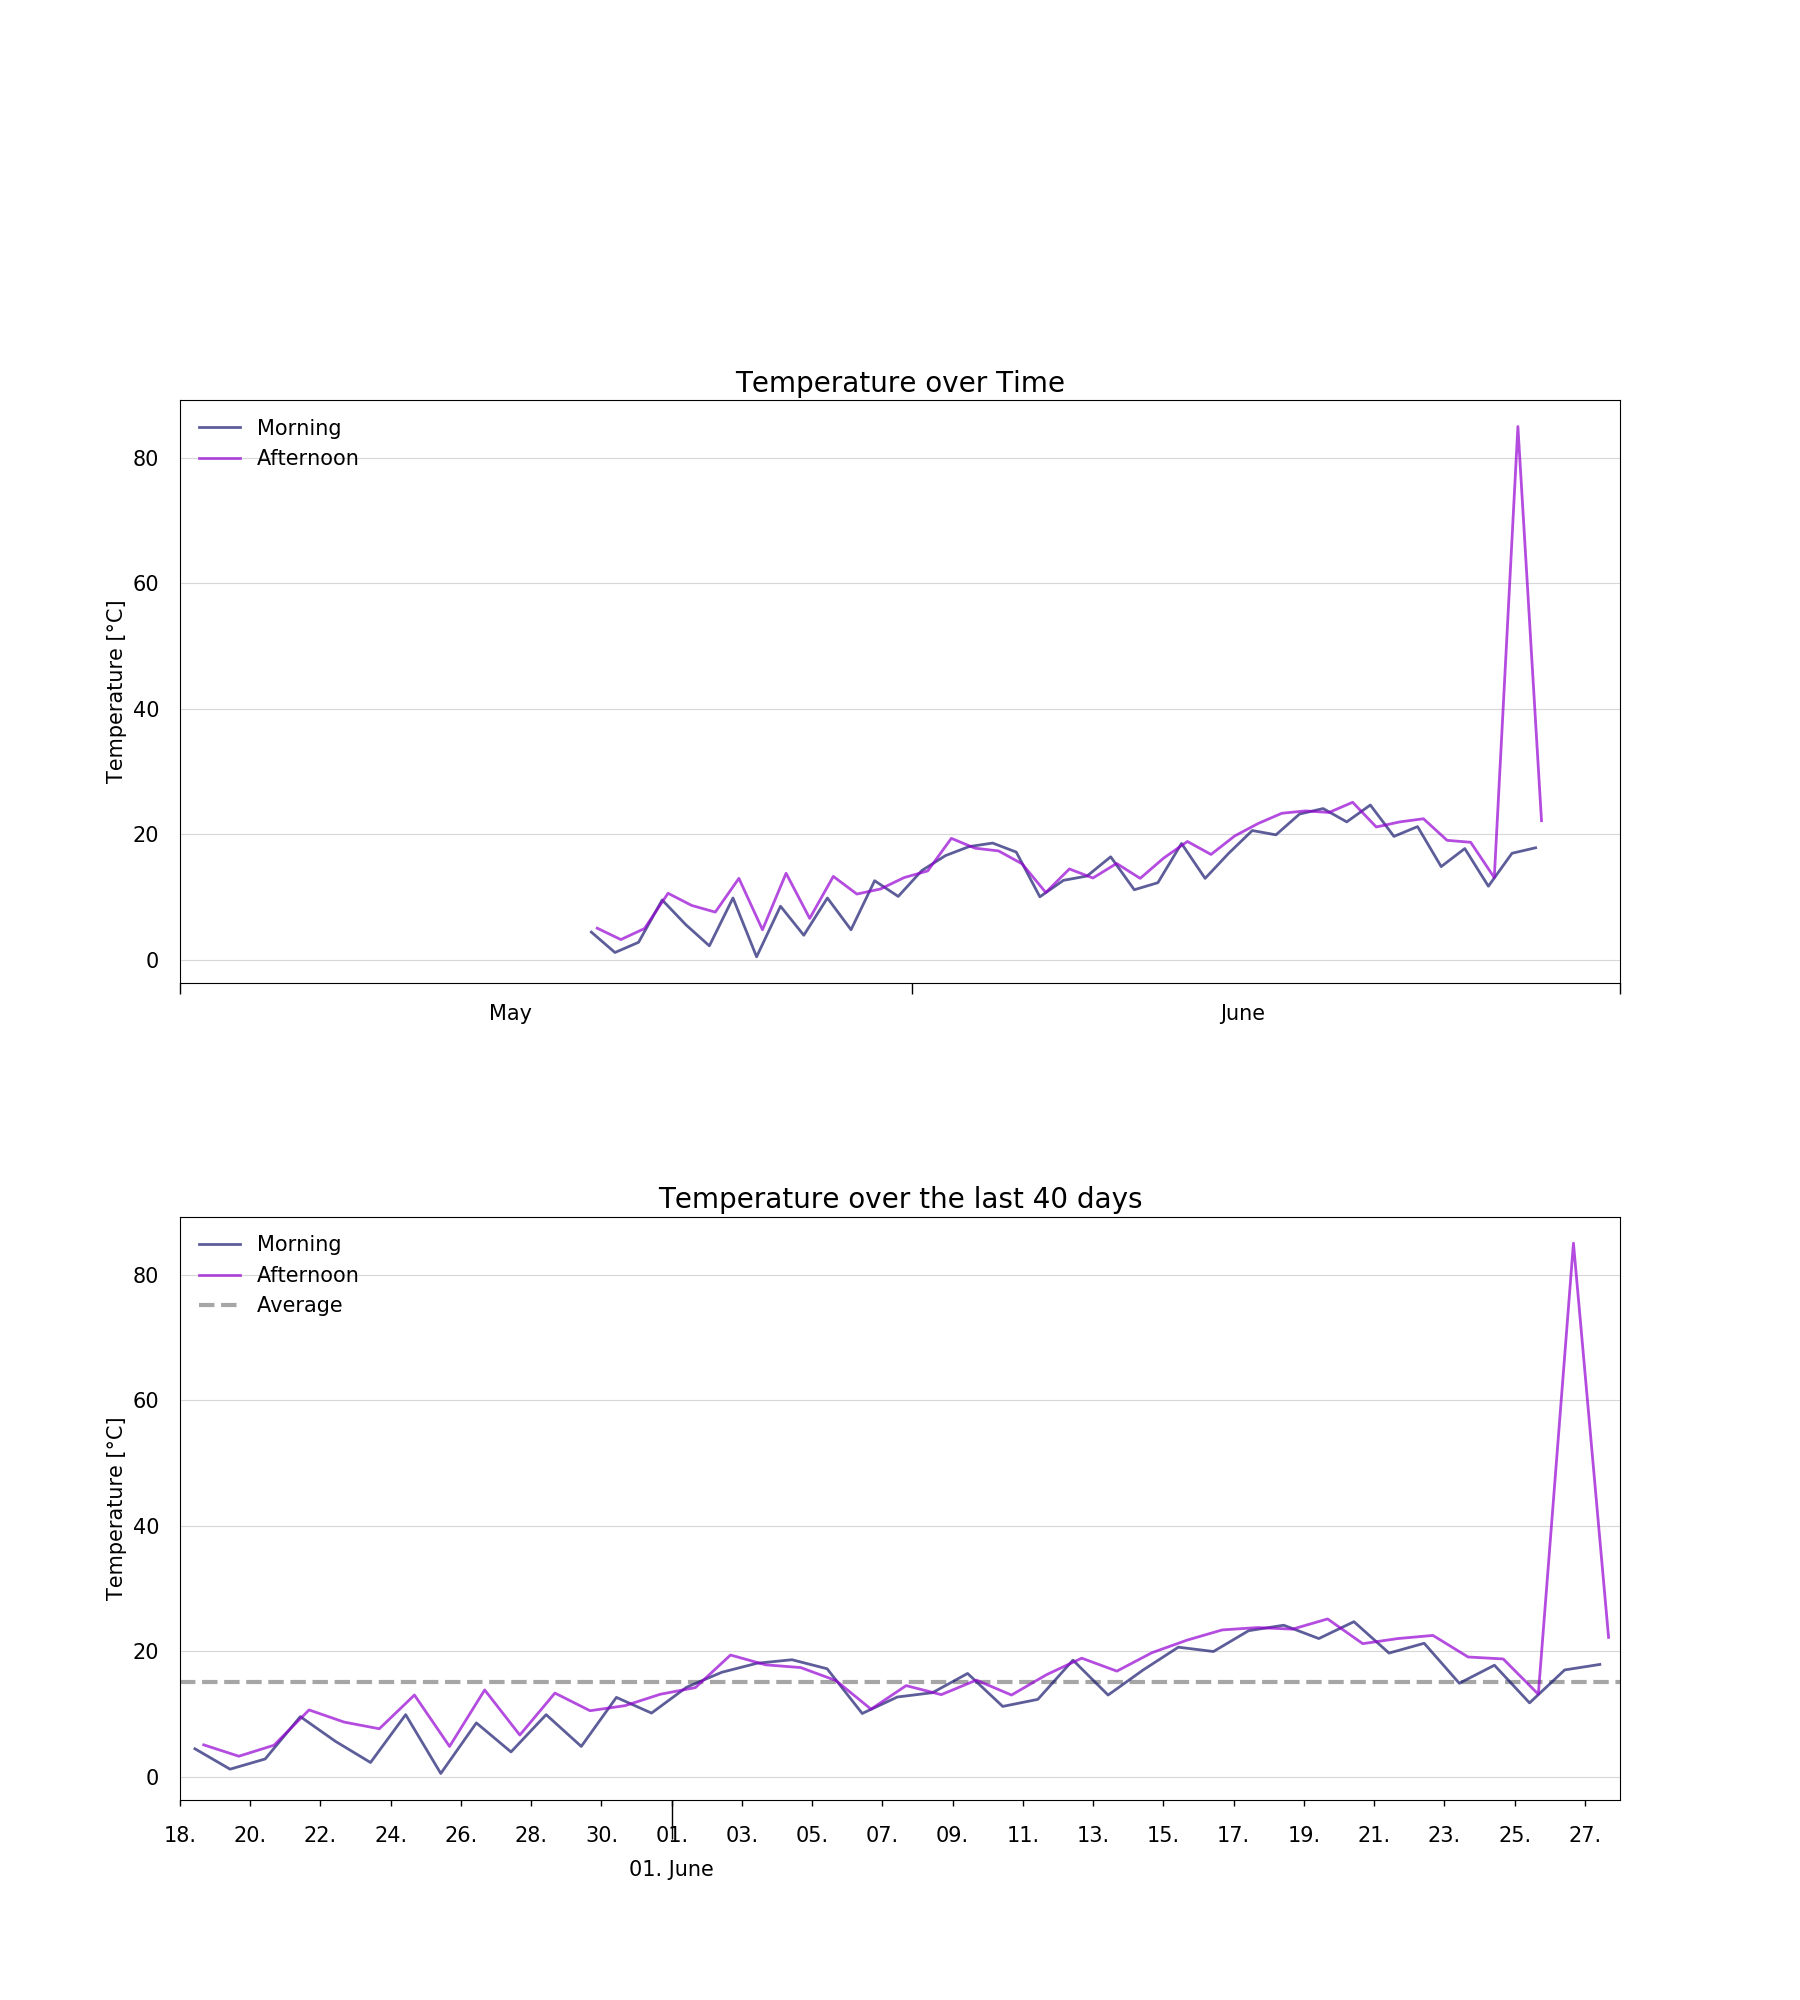 Temperature over Time
Morning
Afternoon
80
60
40
20
0
Temperature [°C]
May June
Temperature over the last 40 days
Morning
Afternoon
Average
80
60
40
20
0
Temperature [°C]
18. 20. 22. 24. 26. 28. 30. 01. 03. 05. 07. 09. 11. 13. 15. 17. 19. 21. 23. 25. 27.
01. June